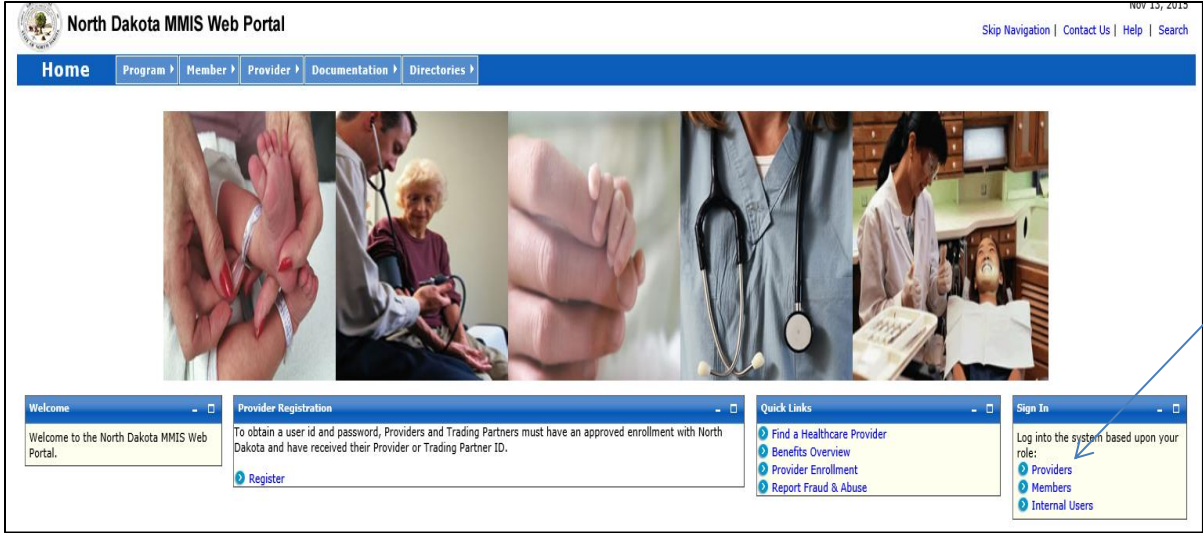 Nov 13, 2015
North Dakota MMIS Web Portal
Skip Navigation | Contact Us | Help | Search
Home Program Member Provider Documentation Directories
Welcome
Welcome to the North Dakota MMIS Web
Portal.
Provider Registration
To obtain a user id and password, Providers and Trading Partners must have an approved enrollment with North
Dakota and have received their Provider or Trading Partner ID.
Register
Quick Links
Find a Healthcare Provider
Benefits Overview
Provider Enrollment
Report Fraud & Abuse
Sign In
Log into the system based upon your
role:
Providers
Members
Internal Users